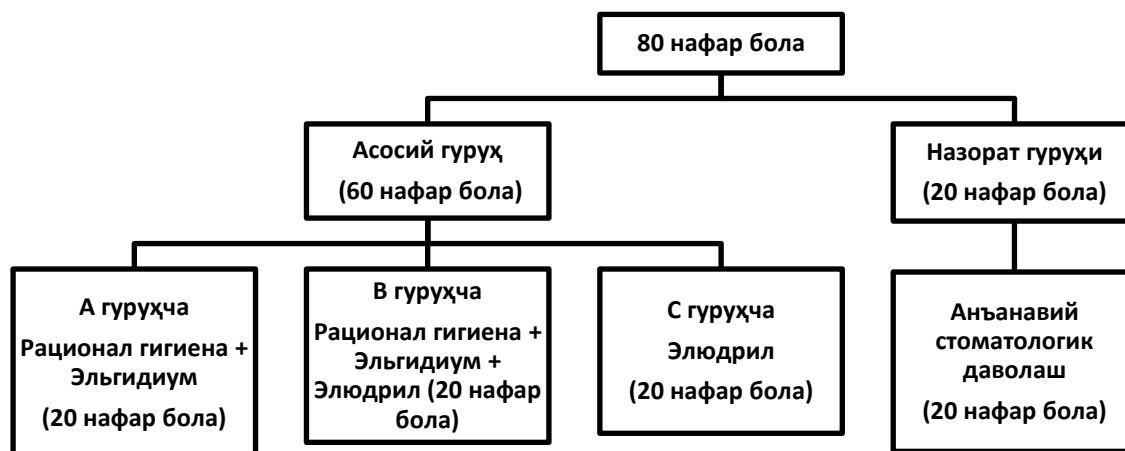 80 нафар бола
Асосий гуруҳ
(60 нафар бола)
Назорат гуруҳи
(20 нафар бола)
А гуруҳча
Рационал гигиена +
Эльгидиум
(20 нафар бола)
В гуруҳча
Рационал гигиена +
Эльгидиум +
Элюдрил (20 нафар
бола)
С гуруҳча
Элюдрил
(20 нафар бола)
Анъанавий
стоматологик
даволаш
(20 нафар бола)